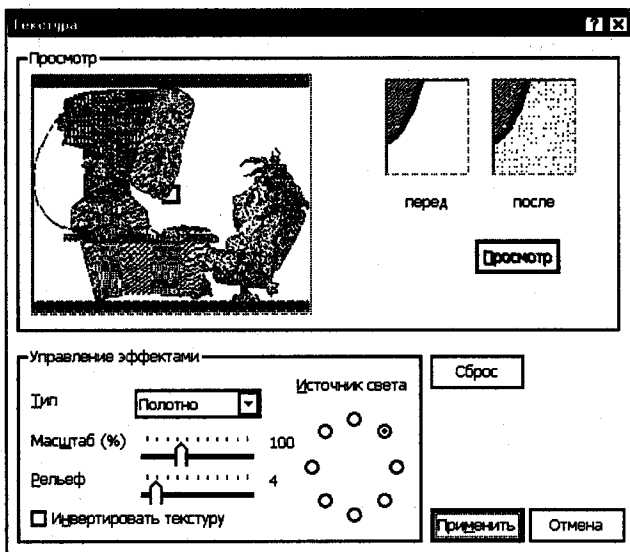 Текстура
Просмотр
перед после
Просмотр
Управление эффектами
Тип Полотно
Источник света
Масштаб (%) 100
Рельеф 4
Инвертировать текстуру
Сброс
Применить Отмена